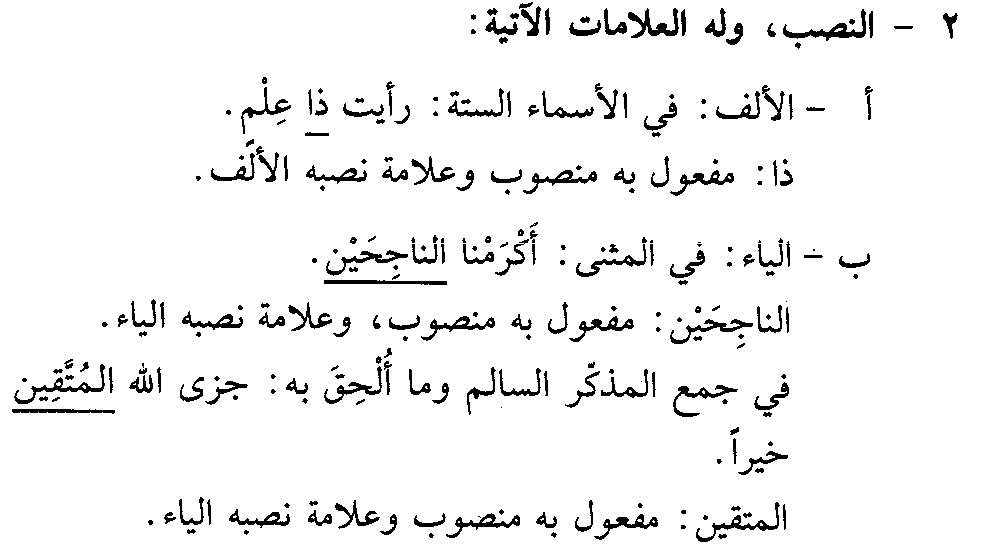 ٢ - النصب، وله العلامات الآتية:
أ - الألف: في الأسماء الستة: رأيت ذا عِلْم.
ذا: مفعول به منصوب وعلامة نصبه الألَف.
ب - الياء: في المثنى: أَكْرَمْنا الناجِحَيْن.
الناجِحَيْن: مفعول به منصوب، وعلامة نصبه الياء.
في جمع المذكّر السالم وما أُلْحِقَ به: جزى الله المُتَّقِين
خيراً.
المتقين: مفعول به منصوب وعلامة نصبه الياء.